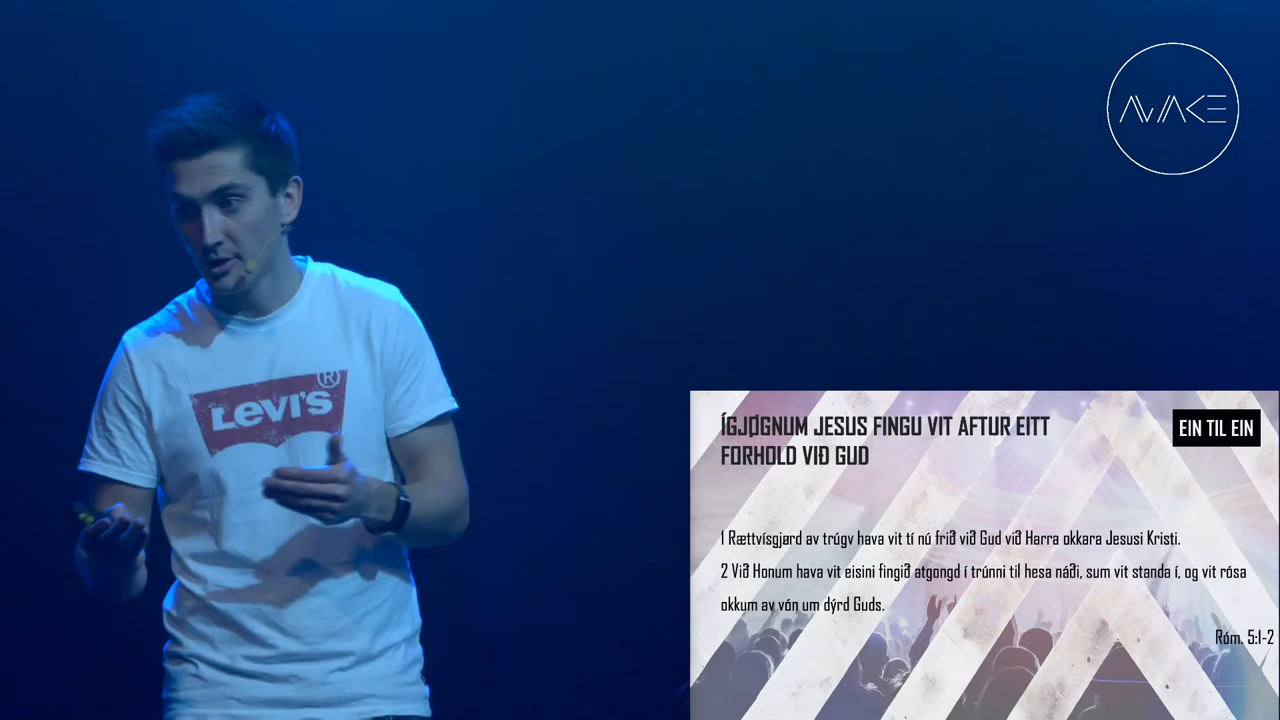 AWAKE
LEVI'S
®
ÍGJØGNUM JESUS FINGU VIT AFTUR EITT
FORHOLD VIÐ GUD
EIN TIL EIN
1 Rættvísgjørd av trúgv hava vit tí nú frið við Gud við Harra okkara Jesusi Kristi.
2 Við Honum hava vit eisini fingið atgongd í trúnni til hesa náði, sum vit standa í, og vit rósa
okkum av vón um dýrd Guds.
Róm. 5:1-2